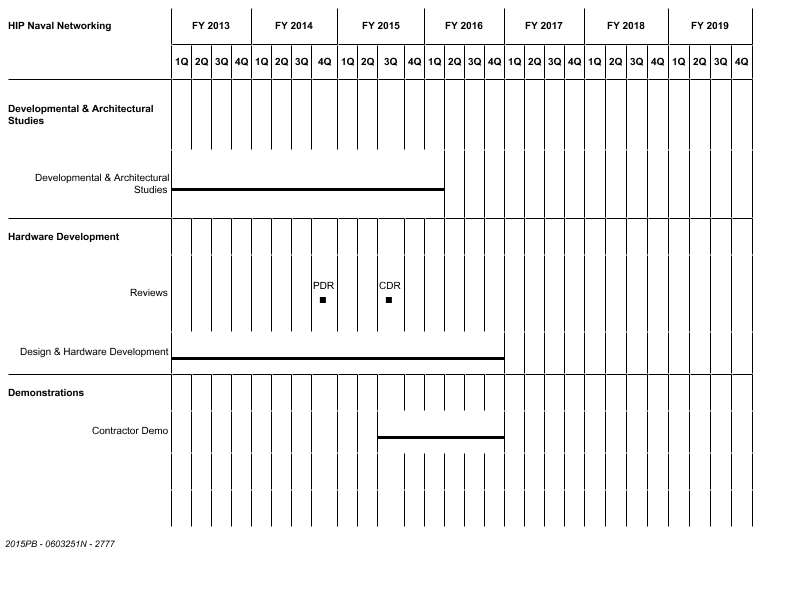 HIP Naval Networking FY 2013 FY 2014 FY 2015 FY 2016 FY 2017 FY 2018 FY 2019
1Q 2Q 3Q 4Q 1Q 2Q 3Q 4Q 1Q 2Q 3Q 4Q 1Q 2Q 3Q 4Q 1Q 2Q 3Q 4Q 1Q 2Q 3Q 4Q 1Q 2Q 3Q 4Q
Developmental & Architectural
Studies
Developmental & Architectural
Studies
Hardware Development
PDR CDR
Reviews
Design & Hardware Development
Demonstrations
Contractor Demo
2015PB - 0603251N - 2777